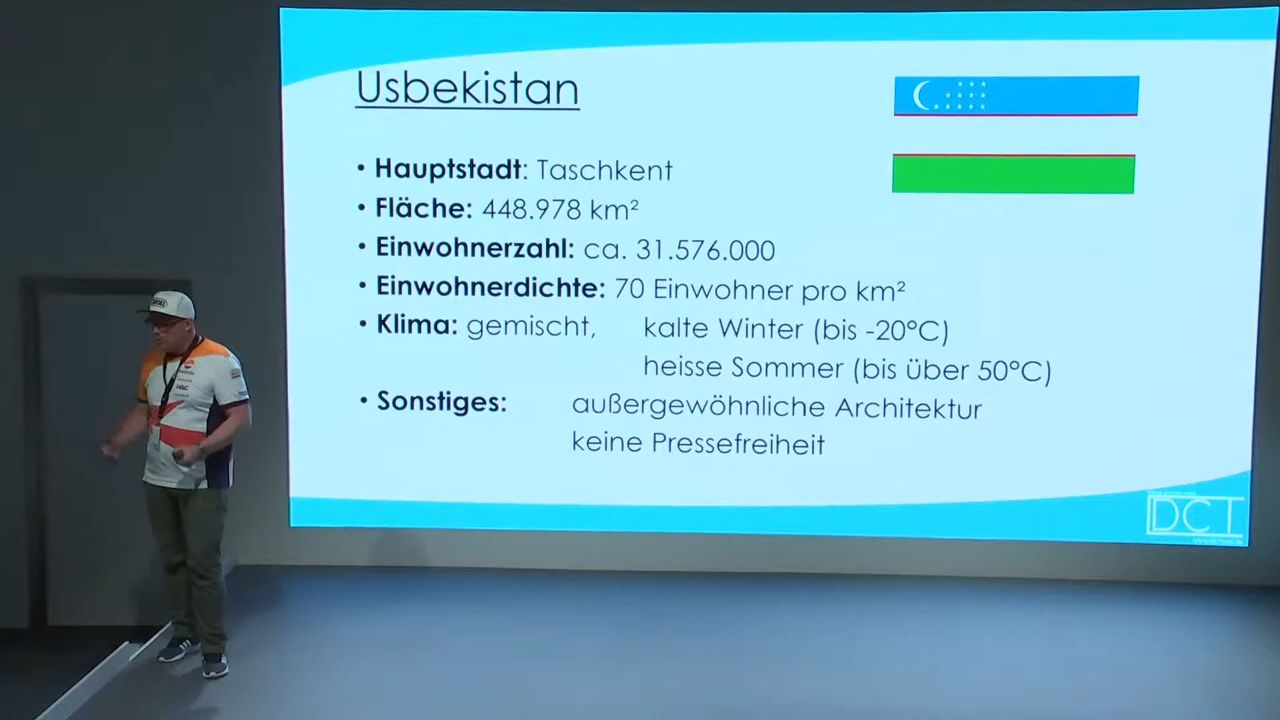 Usbekistan
• Hauptstadt: Taschkent
• Fläche: 448.978 km²
• Einwohnerzahl: ca. 31.576.000
• Einwohnerdichte: 70 Einwohner pro km²
• Klima: gemischt, kalte Winter (bis -20°C)
heisse Sommer (bis über 50°C)
• Sonstiges: außergewöhnliche Architektur
keine Pressefreiheit
DCT